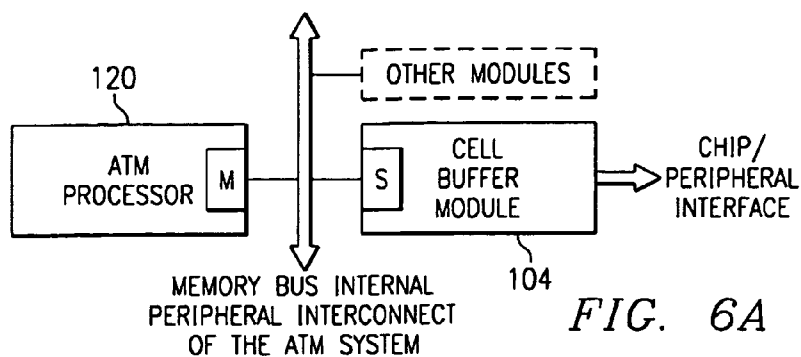 120
OTHER MODULES
ATM
PROCESSOR
M
S
CELL
BUFFER
MODULE
CHIP/
PERIPHERAL
INTERFACE
104
MEMORY BUS INTERNAL
PERIPHERAL INTERCONNECT
OF THE ATM SYSTEM
FIG. 6A